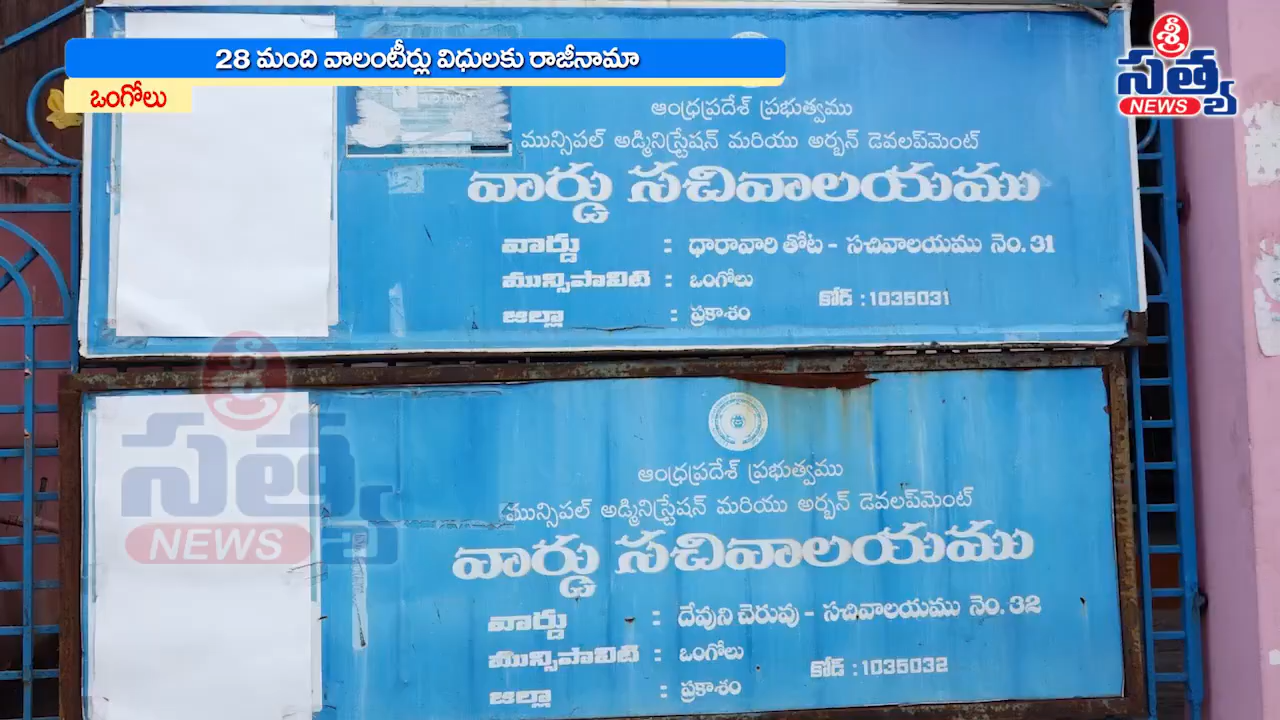 28 మంది వాలంటీర్లు విధులకు రాజీనామా
ఒంగోలు
శ్రీ
సత్య
NEWS
ఆంధ్రప్రదేశ్ ప్రభుత్వము
మున్సిపల్ అడ్మినిస్ట్రేషన్ మరియు అర్బన్ డెవలప్‌మెంట్
వార్డు సచివాలయము
వార్డు : ధారావారి తోట - సచివాలయము నెం. 31
మున్సిపాలిటి : ఒంగోలు
కోడ్ : 1035031
జిల్లా : ప్రకాశం
శ్రీ
సత్య
NEWS
ఆంధ్రప్రదేశ్ ప్రభుత్వము
మున్సిపల్ అడ్మినిస్ట్రేషన్ మరియు అర్బన్ డెవలప్‌మెంట్
వార్డు సచివాలయము
వార్డు : దేవుని చెరువు - సచివాలయము నెం. 32
మున్సిపాలిటి : ఒంగోలు
కోడ్ : 1035032
జిల్లా : ప్రకాశం